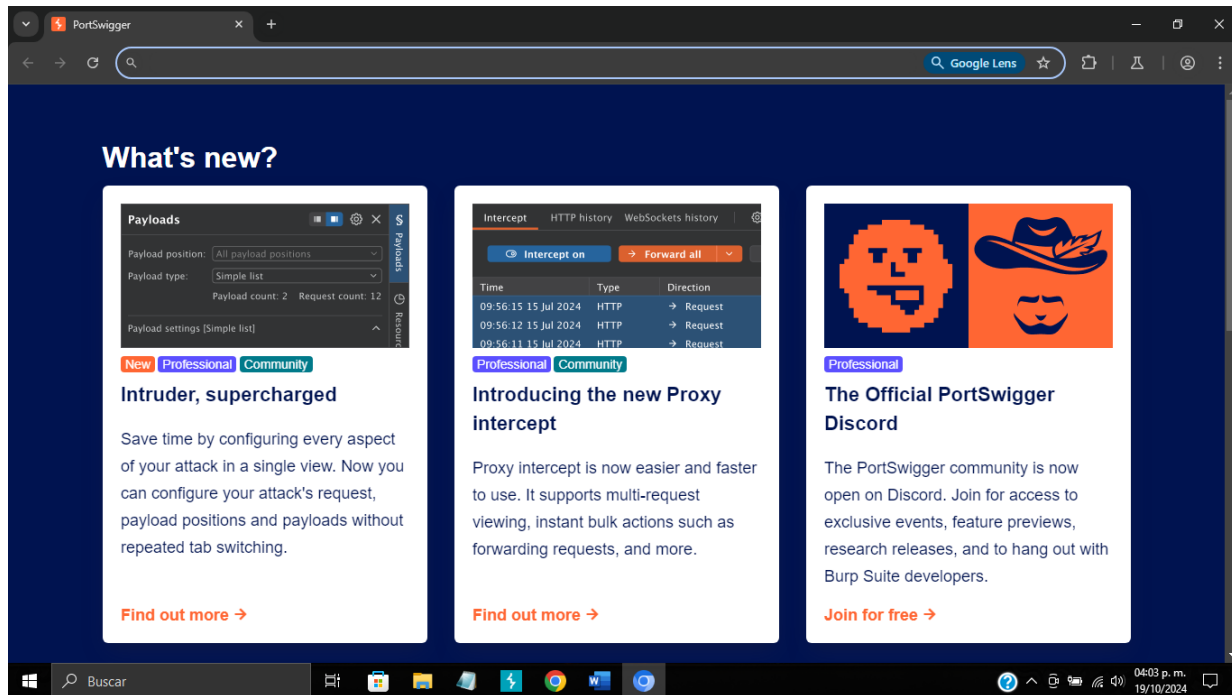 PortSwigger
Google Lens
What's new?
Payloads
Payload position: All payload positions
Payload type: Simple list
Payload count: 2 Request count: 12
Payload settings [Simple list]
§ Payloads
Resourc
New Professional Community
Intruder, supercharged
Save time by configuring every aspect
of your attack in a single view. Now you
can configure your attack's request,
payload positions and payloads without
repeated tab switching.
Find out more →
Intercept HTTP history WebSockets history
Intercept on → Forward all
Time Type Direction
09:56:15 15 Jul 2024 HTTP → Request
09:56:12 15 Jul 2024 HTTP → Request
09:56:11 15 Jul 2024 HTTP → Request
Professional Community
Introducing the new Proxy
intercept
Proxy intercept is now easier and faster
to use. It supports multi-request
viewing, instant bulk actions such as
forwarding requests, and more.
Find out more →
Professional
The Official PortSwigger
Discord
The PortSwigger community is now
open on Discord. Join for access to
exclusive events, feature previews,
research releases, and to hang out with
Burp Suite developers.
Join for free →
Buscar
04:03 p. m.
19/10/2024